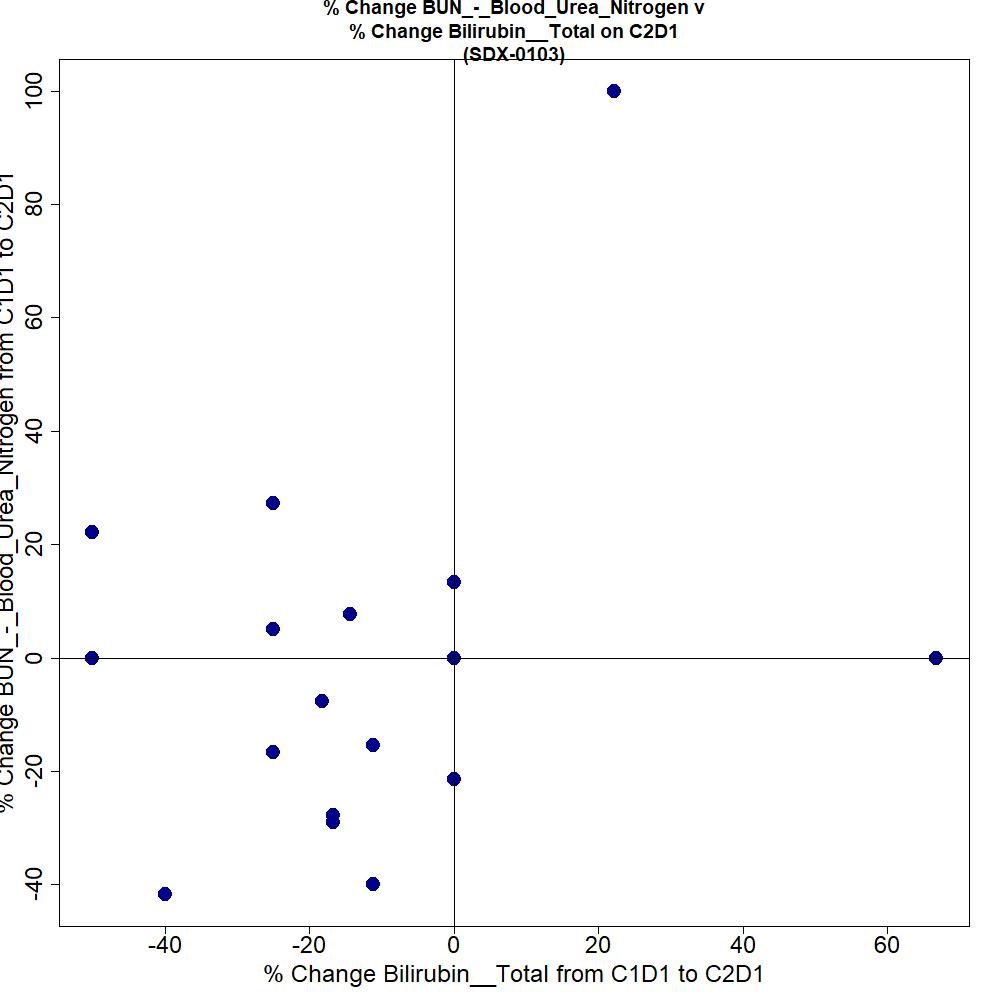 % Change BUN_-_Blood_Urea_Nitrogen v
% Change Bilirubin__Total on C2D1
(SDX-0103)
% Change BUN_-_Blood_Urea_Nitrogen from C1D1 to C2D1
100
80
60
40
20
0
-20
-40
-40 -20 0 20 40 60
% Change Bilirubin__Total from C1D1 to C2D1